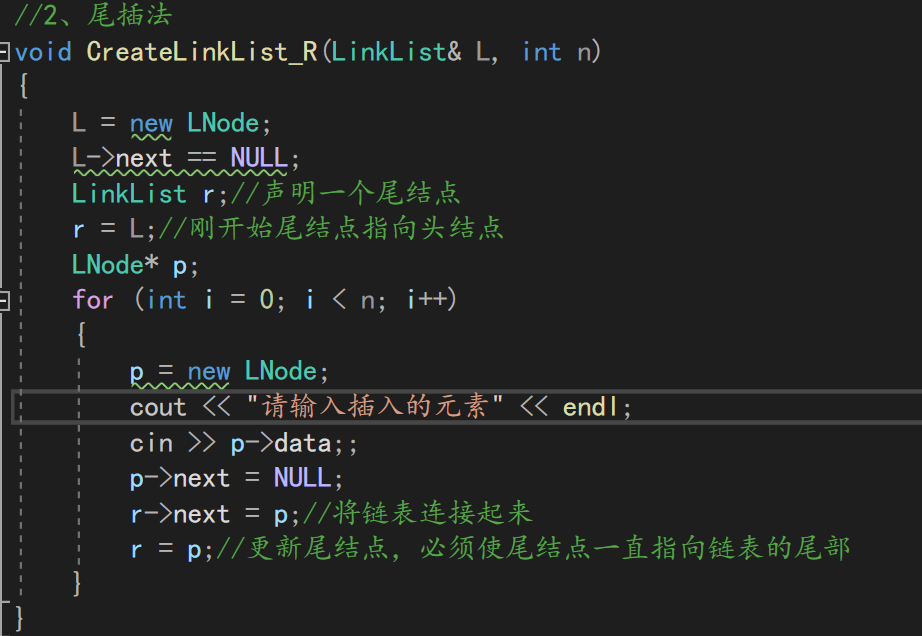 //2、尾插法
void CreateLinkList_R(LinkList& L, int n)
{
L = new LNode;
L->next == NULL;
LinkList r;//声明一个尾结点
r = L;//刚开始尾结点指向头结点
LNode* p;
for (int i = 0; i < n; i++)
{
p = new LNode;
cout << "请输入插入的元素" << endl;
cin >> p->data;;
p->next = NULL;
r->next = p;//将链表连接起来
r = p;//更新尾结点，必须使尾结点一直指向链表的尾部
}
}